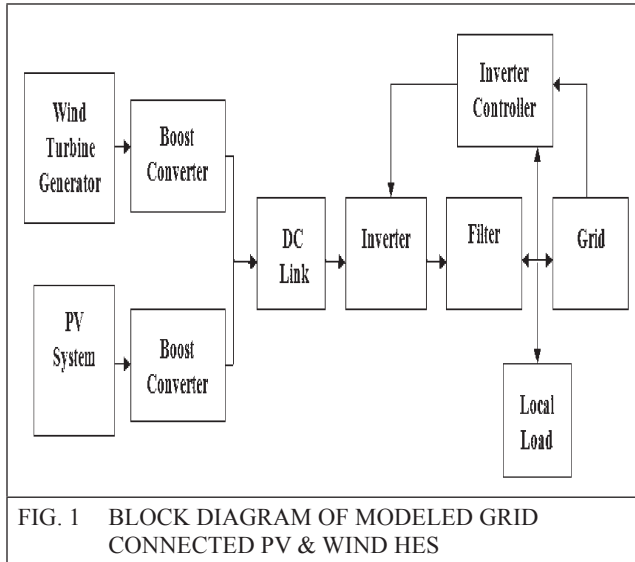 Wind
Turbine
Generator
Boost
Converter
Inverter
Controller
DC
Link
Inverter
Filter
Grid
PV
System
Boost
Converter
Local
Load
FIG. 1 BLOCK DIAGRAM OF MODELED GRID
CONNECTED PV & WIND HES